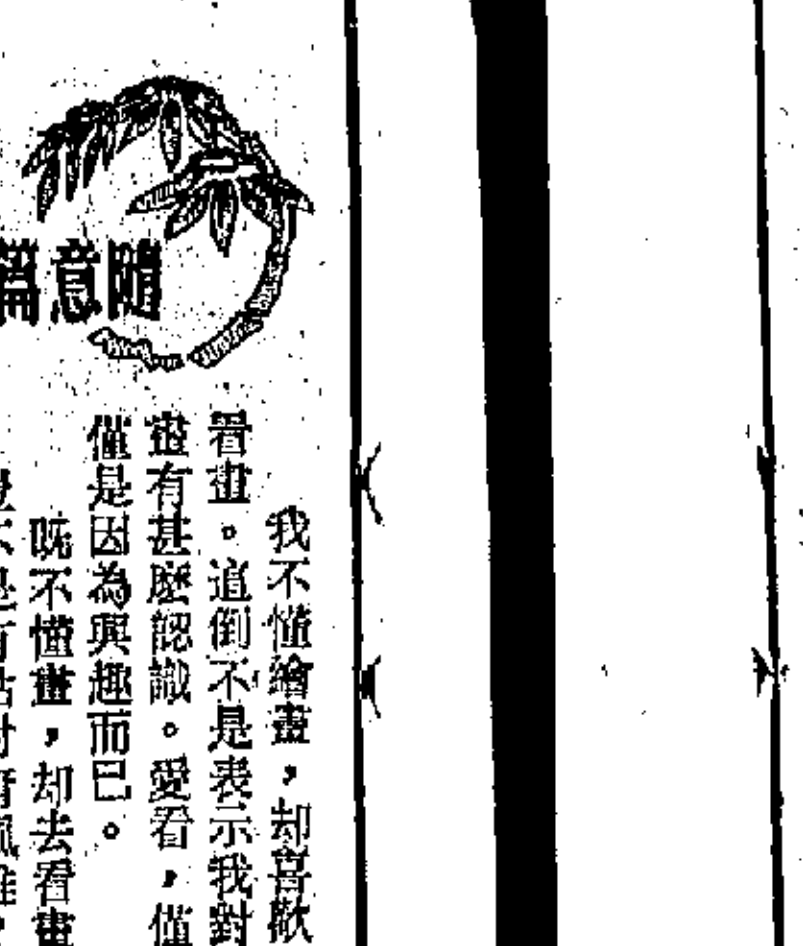 隨意篇
我不懂繪畫，却喜歡
看畫。這倒不是表示我對
畫有甚麼認識。愛看，僅
僅是因為興趣而已。
既不懂畫，却去看畫